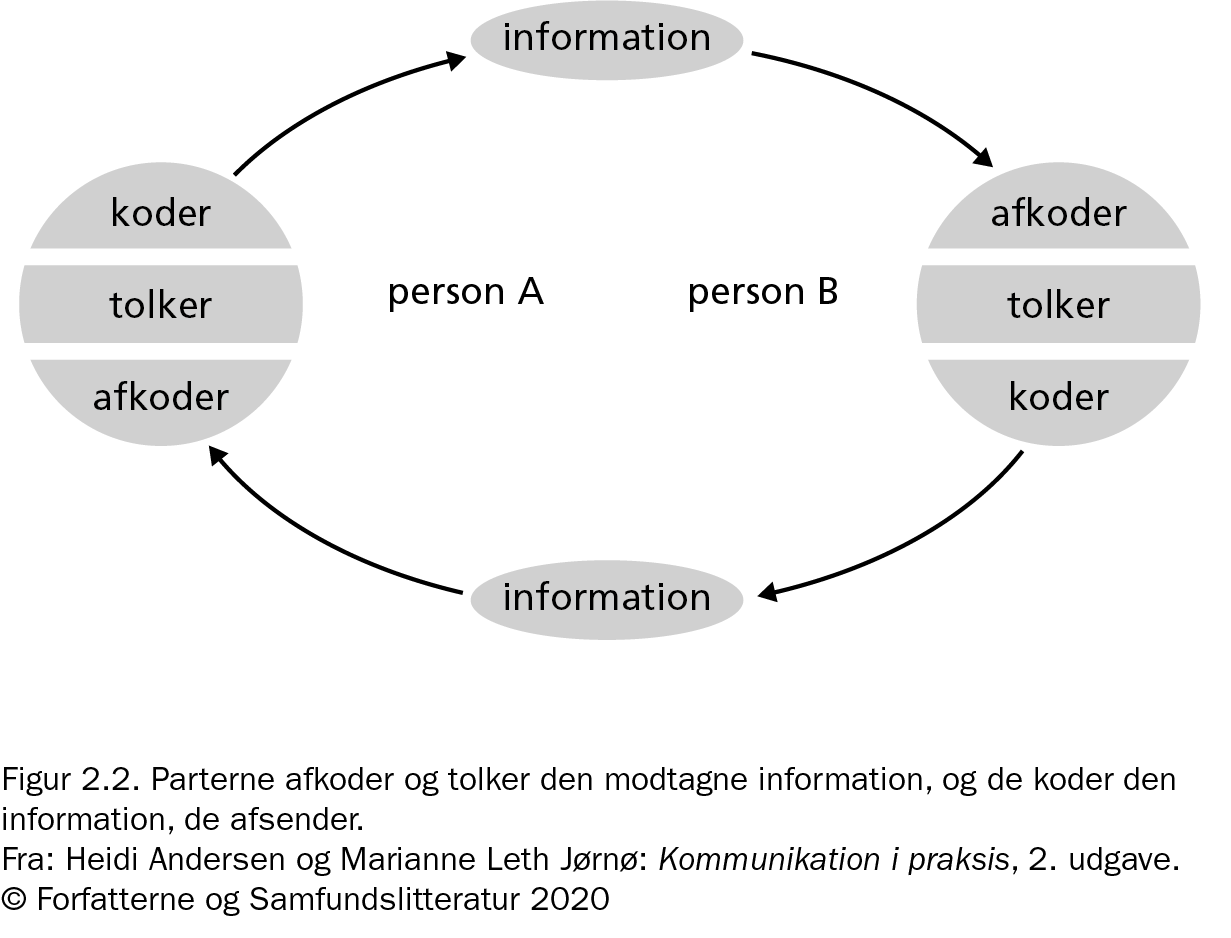 information
koder
tolker
afkoder
person A
person B
afkoder
tolker
koder
information
Figur 2.2. Parterne afkoder og tolker den modtagne information, og de koder den
information, de afsender.
Fra: Heidi Andersen og Marianne Leth Jørnø: Kommunikation i praksis, 2. udgave.
© Forfatterne og Samfundslitteratur 2020